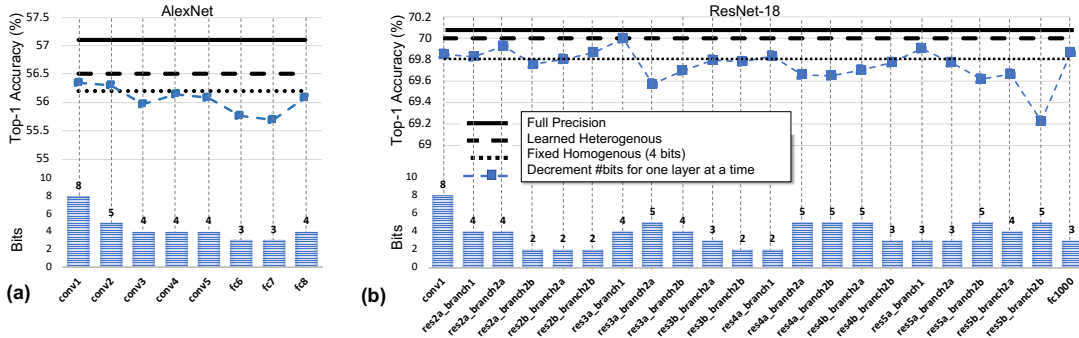 AlexNet
Top-1 Accuracy (%)
57.5
57
56.5
56
55.5
55
Bits
10
8
6
4
2
0
8
5
4
4
4
3
3
4
conv1
conv2
conv3
conv4
conv5
fc6
fc7
fc8
(a)
ResNet-18
Top-1 Accuracy (%)
70.2
70
69.8
69.6
69.4
69.2
69
Full Precision
Learned Heterogenous
Fixed Homogenous (4 bits)
Decrement #bits for one layer at a time
Bits
10
8
6
4
2
0
8
4
4
2
2
2
4
5
4
3
2
2
5
5
5
3
3
3
5
4
5
3
conv1
res2a_branch1
res2a_branch2a
res2a_branch2b
res2b_branch2a
res2b_branch2b
res3a_branch1
res3a_branch2a
res3a_branch2b
res3b_branch2a
res3b_branch2b
res4a_branch1
res4a_branch2a
res4a_branch2b
res4b_branch2a
res4b_branch2b
res5a_branch1
res5a_branch2a
res5a_branch2b
res5b_branch2a
res5b_branch2b
fc1000
(b)